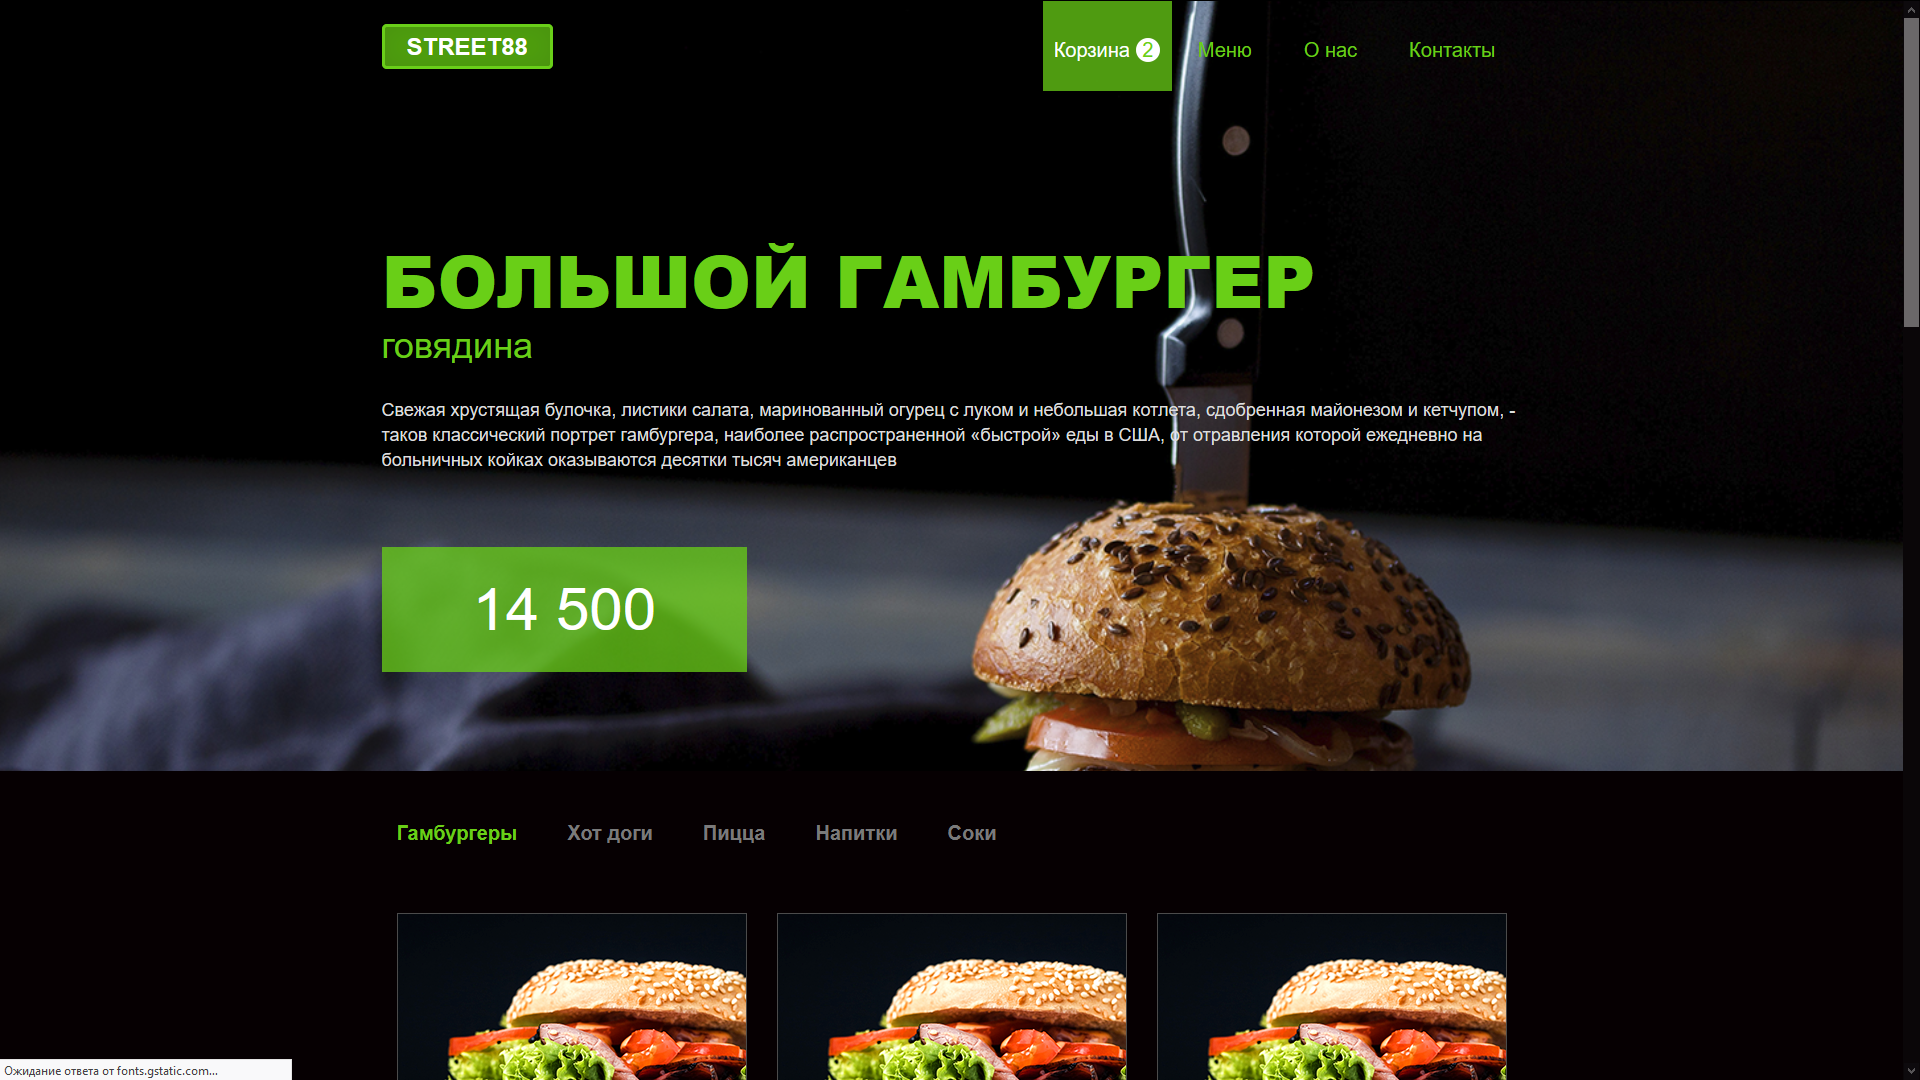 STREET88
Корзина 2
Меню
О нас
Контакты
БОЛЬШОЙ ГАМБУРГЕР
говядина
Свежая хрустящая булочка, листики салата, маринованный огурец с луком и небольшая котлета, сдобренная майонезом и кетчупом, -
таков классический портрет гамбургера, наиболее распространенной «быстрой» еды в США, от отравления которой ежедневно на
больничных койках оказываются десятки тысяч американцев
14 500
Гамбургеры
Хот доги
Пицца
Напитки
Соки
Ожидание ответа от fonts.gstatic.com...